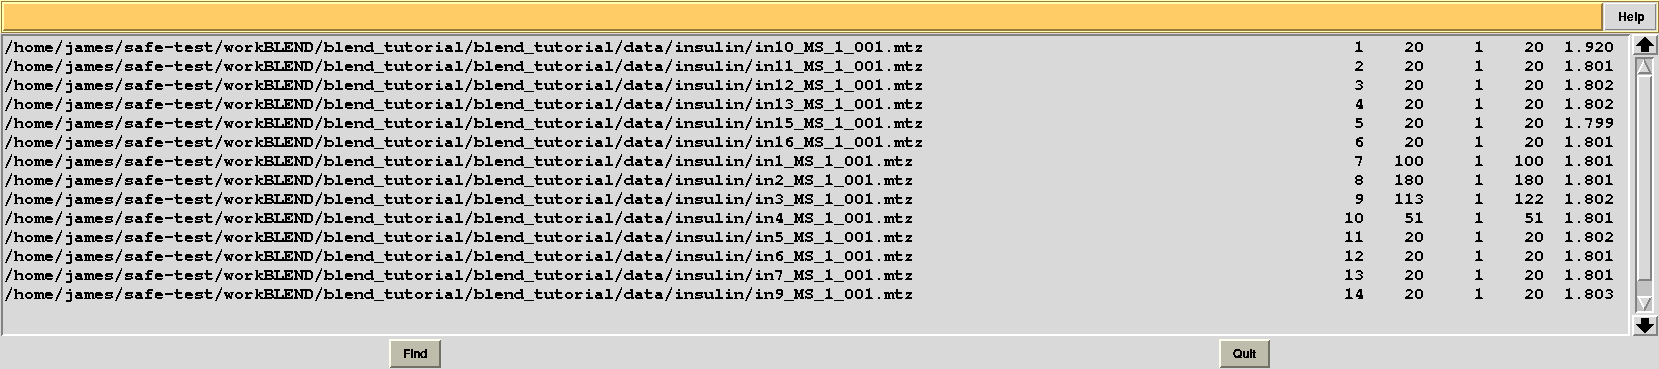 Help
/home/james/safe-test/workBLEND/blend_tutorial/blend_tutorial/data/insulin/in10_MS_1_001.mtz 1 20 1 20 1.920
/home/james/safe-test/workBLEND/blend_tutorial/blend_tutorial/data/insulin/in11_MS_1_001.mtz 2 20 1 20 1.801
/home/james/safe-test/workBLEND/blend_tutorial/blend_tutorial/data/insulin/in12_MS_1_001.mtz 3 20 1 20 1.802
/home/james/safe-test/workBLEND/blend_tutorial/blend_tutorial/data/insulin/in13_MS_1_001.mtz 4 20 1 20 1.802
/home/james/safe-test/workBLEND/blend_tutorial/blend_tutorial/data/insulin/in15_MS_1_001.mtz 5 20 1 20 1.799
/home/james/safe-test/workBLEND/blend_tutorial/blend_tutorial/data/insulin/in16_MS_1_001.mtz 6 20 1 20 1.801
/home/james/safe-test/workBLEND/blend_tutorial/blend_tutorial/data/insulin/in1_MS_1_001.mtz 7 100 1 100 1.801
/home/james/safe-test/workBLEND/blend_tutorial/blend_tutorial/data/insulin/in2_MS_1_001.mtz 8 180 1 180 1.801
/home/james/safe-test/workBLEND/blend_tutorial/blend_tutorial/data/insulin/in3_MS_1_001.mtz 9 113 1 122 1.802
/home/james/safe-test/workBLEND/blend_tutorial/blend_tutorial/data/insulin/in4_MS_1_001.mtz 10 51 1 51 1.801
/home/james/safe-test/workBLEND/blend_tutorial/blend_tutorial/data/insulin/in5_MS_1_001.mtz 11 20 1 20 1.802
/home/james/safe-test/workBLEND/blend_tutorial/blend_tutorial/data/insulin/in6_MS_1_001.mtz 12 20 1 20 1.801
/home/james/safe-test/workBLEND/blend_tutorial/blend_tutorial/data/insulin/in7_MS_1_001.mtz 13 20 1 20 1.801
/home/james/safe-test/workBLEND/blend_tutorial/blend_tutorial/data/insulin/in9_MS_1_001.mtz 14 20 1 20 1.803
Find Quit